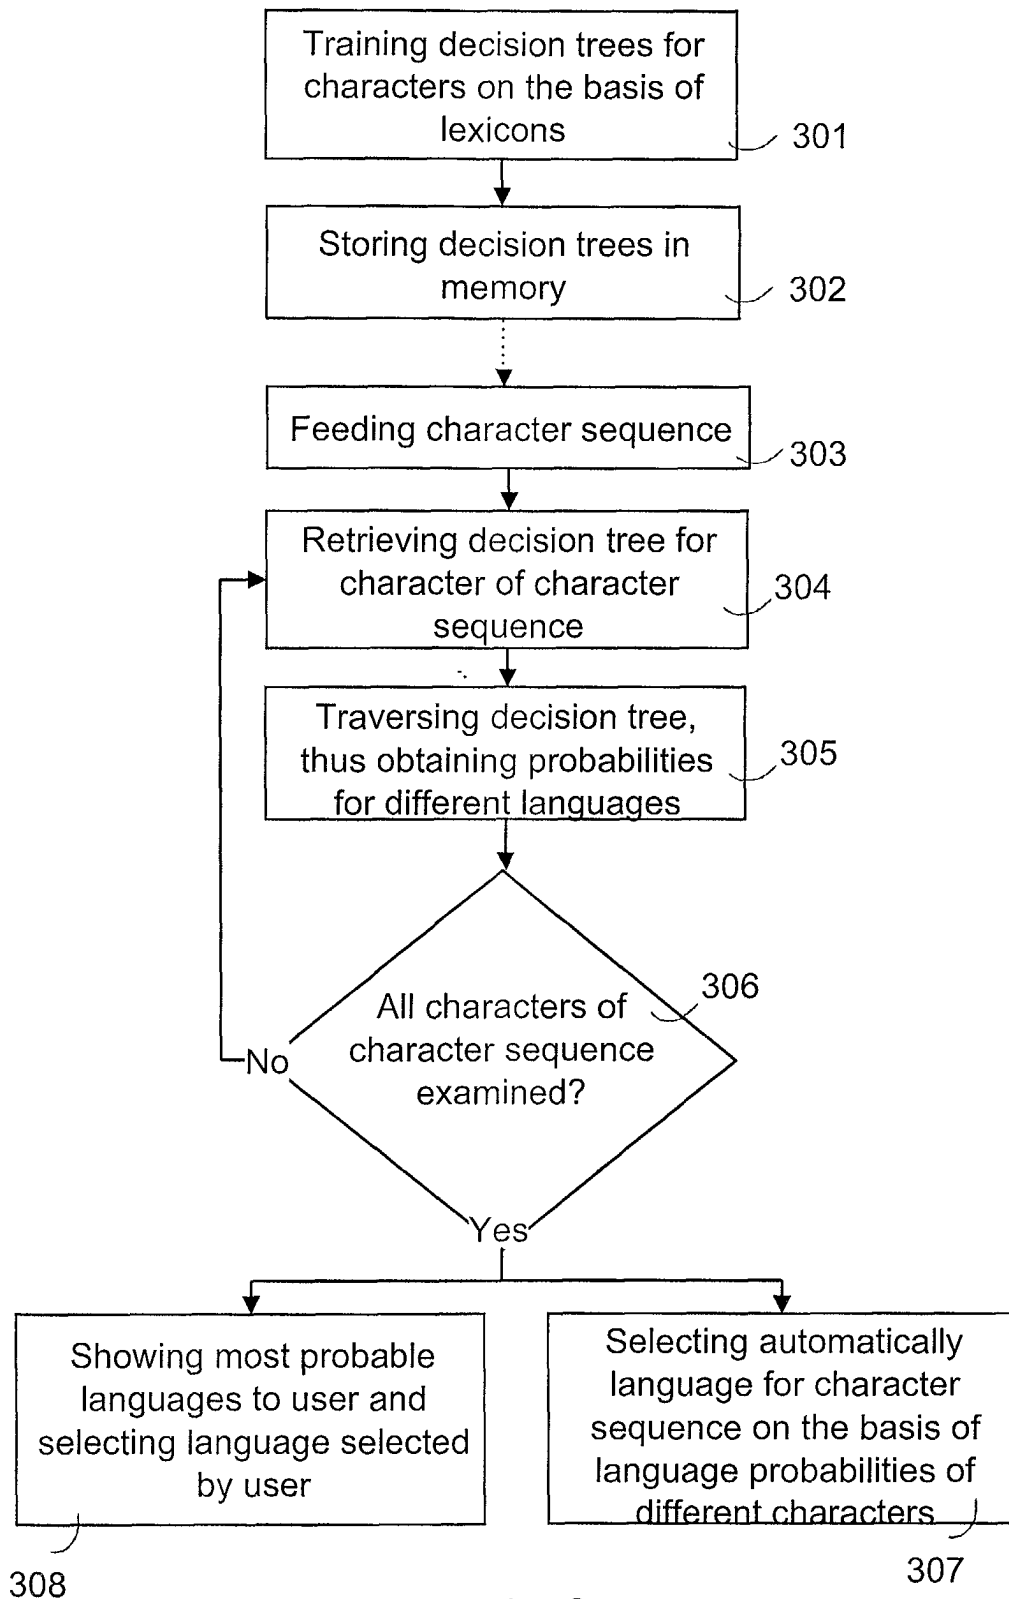 Training decision trees for
characters on the basis of
lexicons
301
Storing decision trees in
memory
302
Feeding character sequence
303
Retrieving decision tree for
character of character
sequence
304
Traversing decision tree,
thus obtaining probabilities
for different languages
305
306
All characters of
character sequence
examined?
No
Yes
Showing most probable
languages to user and
selecting language selected
by user
308
Selecting automatically
language for character
sequence on the basis of
language probabilities of
different characters
307